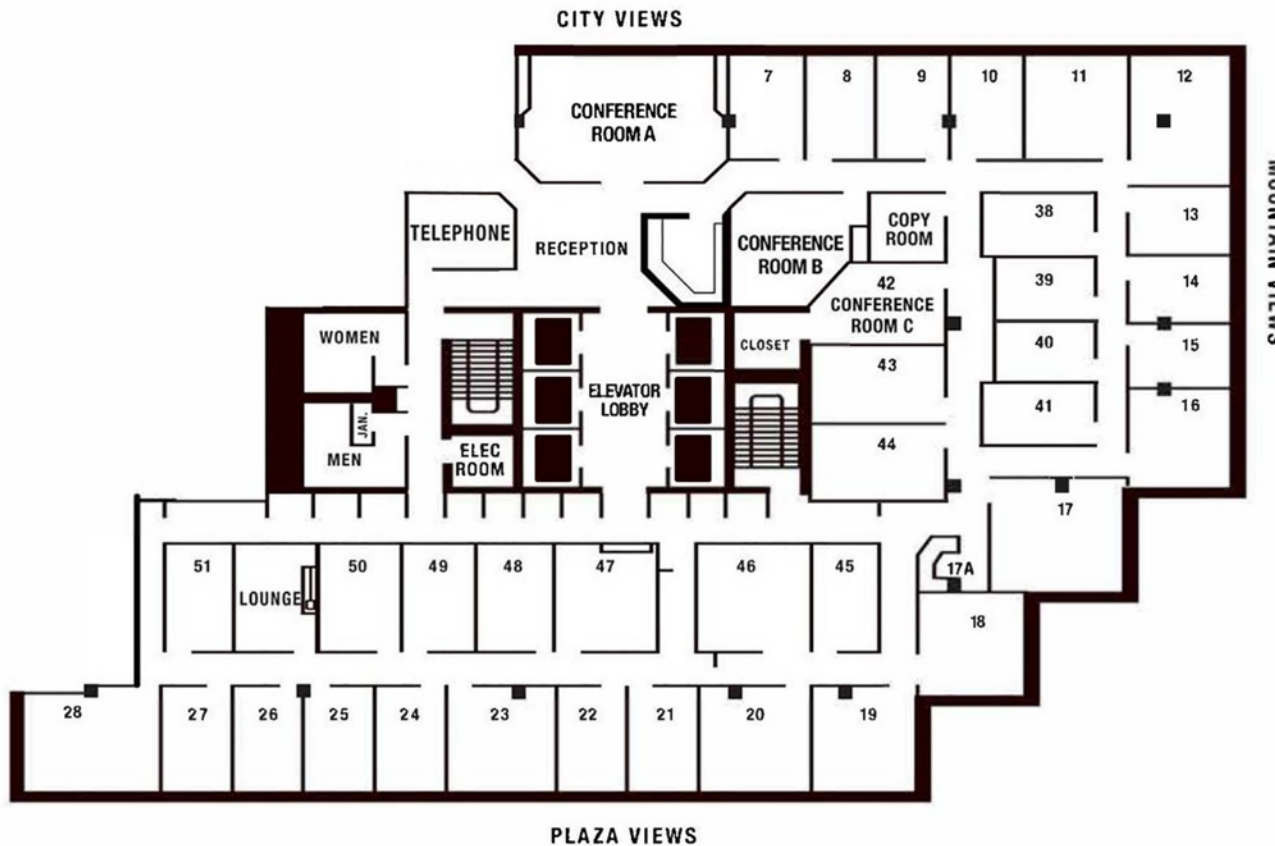 CITY VIEWS
7
8
9
10
11
12
CONFERENCE
ROOM A
MOUNTAIN VIEWS
TELEPHONE
RECEPTION
CONFERENCE
ROOM B
COPY
ROOM
38
13
42
CONFERENCE
ROOM C
39
14
WOMEN
CLOSET
40
15
43
ELEVATOR
LOBBY
41
16
JAN.
MEN
ELEC
ROOM
44
17
51
LOUNGE
50
49
48
47
46
45
17A
18
28
27
26
25
24
23
22
21
20
19
PLAZA VIEWS